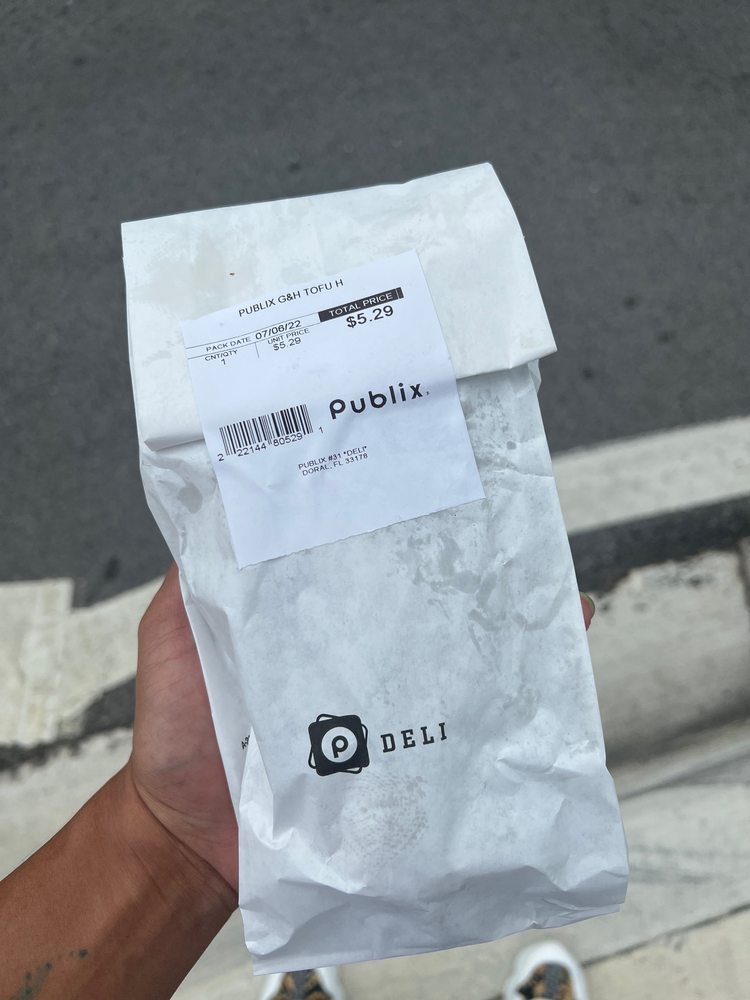 PUBLIX G&H TOFU H
PACK DATE 07/06/22
TOTAL PRICE
CNT/QTY
UNIT PRICE
$5.29
1
$5.29
2 22144 80529 1
Publix
PUBLIX #31 "DELI"
DORAL, FL 33178
P DELI